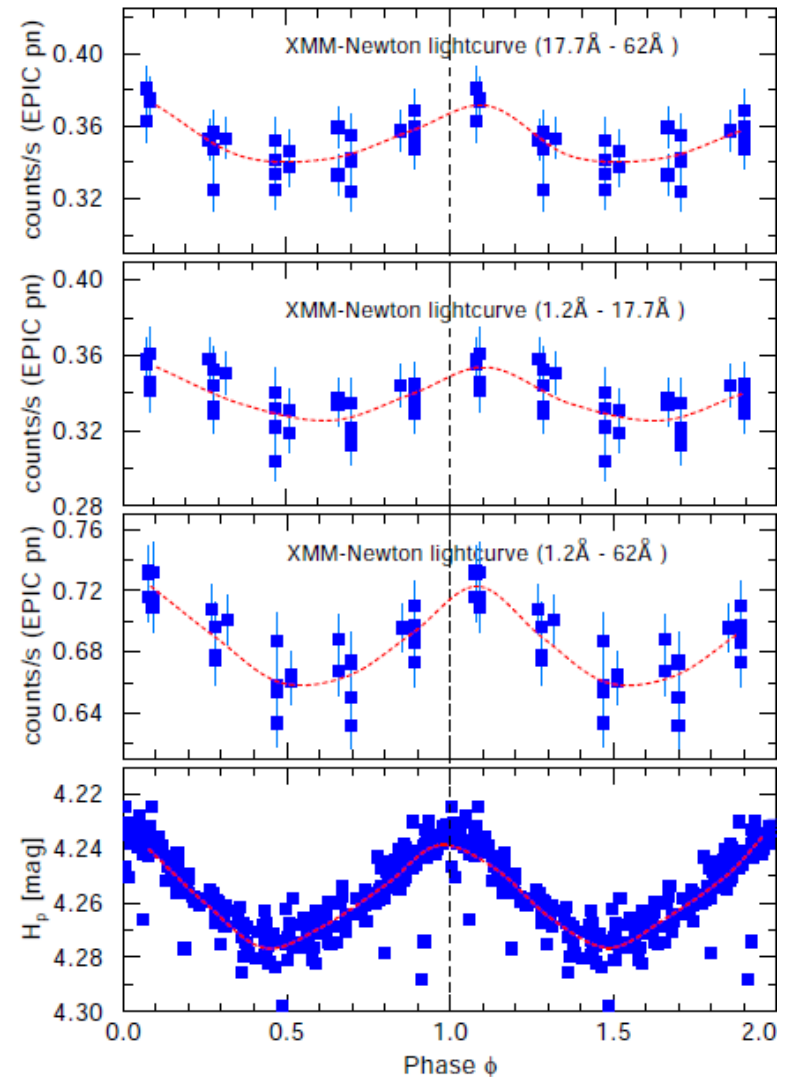 XMM-Newton lightcurve (17.7Å - 62Å )
counts/s (EPIC pn)
0.40
0.36
0.32
XMM-Newton lightcurve (1.2Å - 17.7Å )
counts/s (EPIC pn)
0.40
0.36
0.32
0.28
XMM-Newton lightcurve (1.2Å - 62Å )
counts/s (EPIC pn)
0.76
0.72
0.68
0.64
Hp [mag]
4.22
4.24
4.26
4.28
4.30
0.0 0.5 1.0 1.5 2.0
Phase ϕ